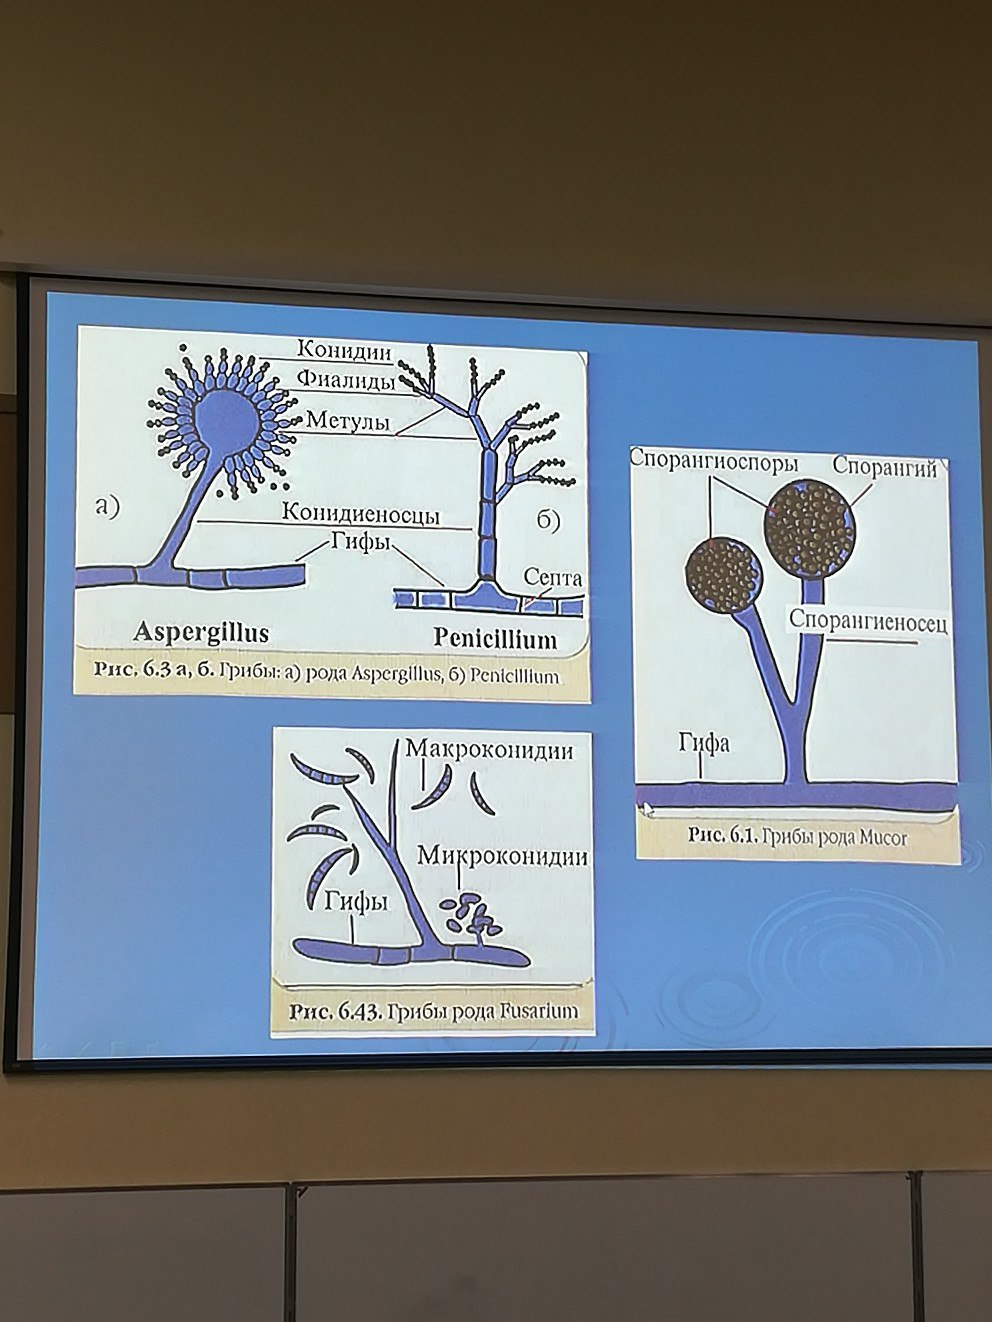 Конидии
Фиалиды
Метулы
а)
Конидиеносцы
б)
Гифы
Септа
Aspergillus
Penicillium
Рис. 6.3 а, б. Грибы: а) рода Aspergillus, б) Penicillium
Спорангиоспоры
Спорангий
Спорангиеносец
Гифа
Рис. 6.1. Грибы рода Mucor
Макроконидии
Микроконидии
Гифы
Рис. 6.43. Грибы рода Fusarium